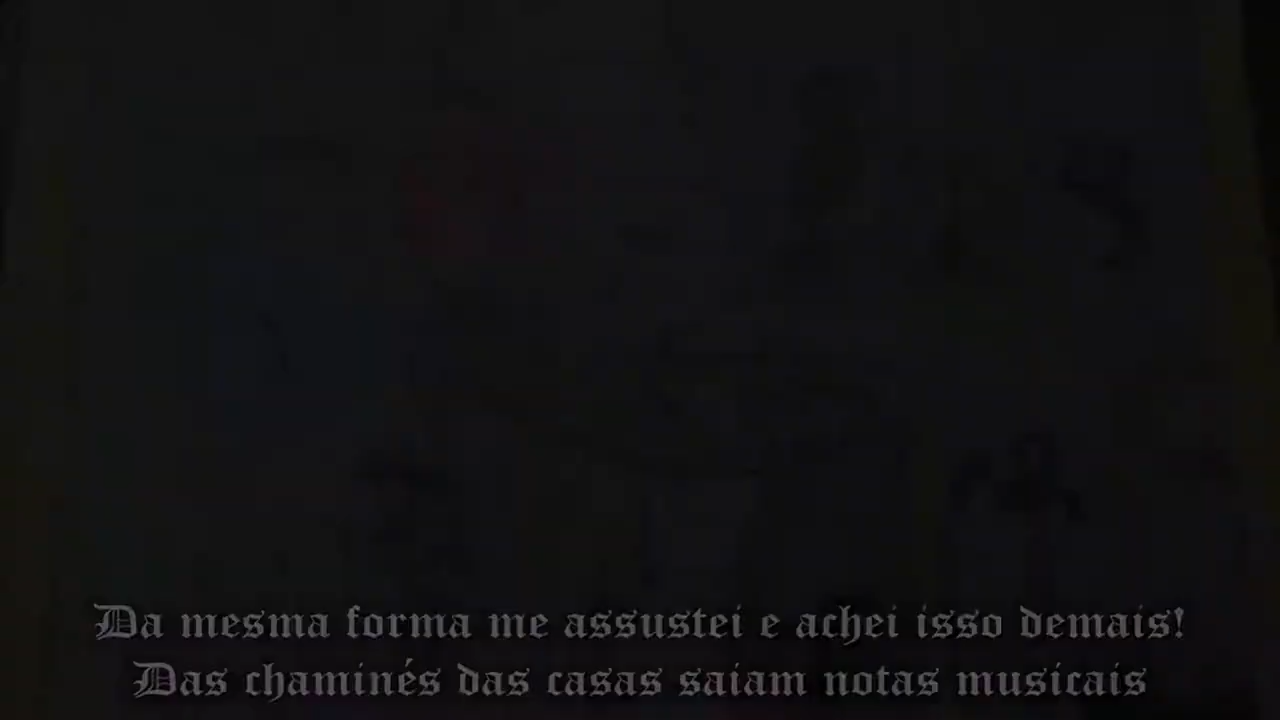 Da mesma forma me assustei e achei isso demais!
Das chaminés das casas saiam notas musicais